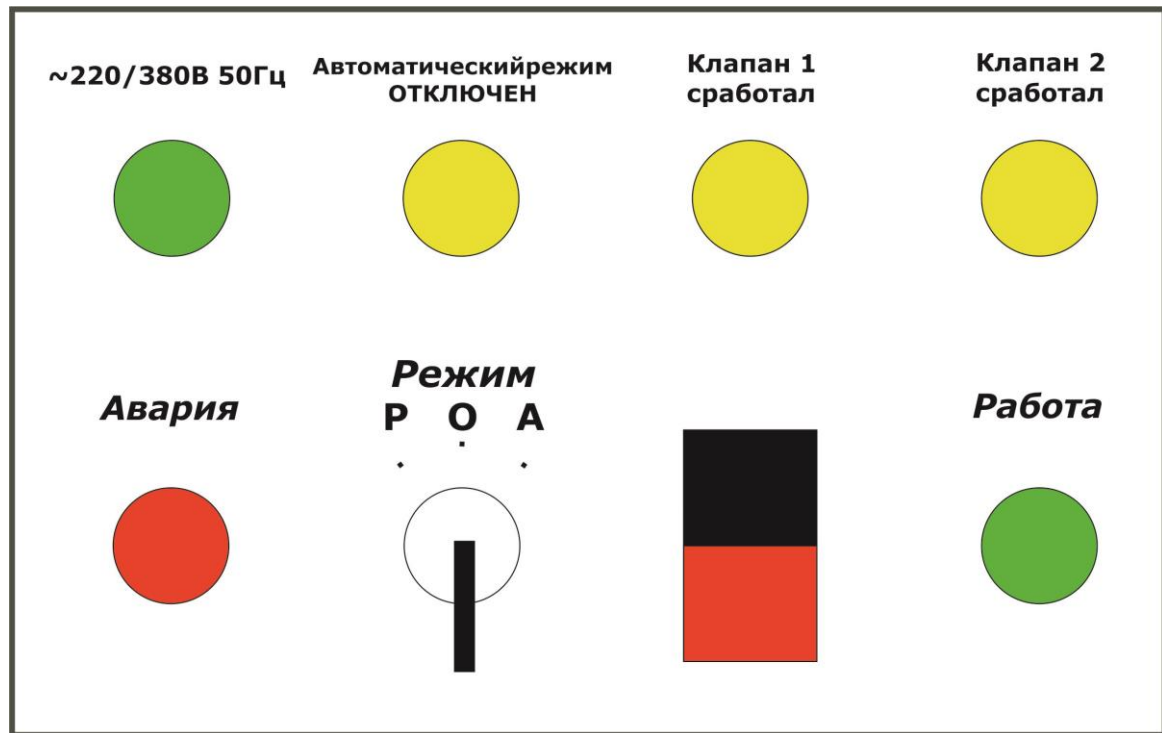 ~220/380В 50Гц
Автоматическийрежим
ОТКЛЮЧЕН
Клапан 1
сработал
Клапан 2
сработал
Авария
Режим
Р О А
Работа